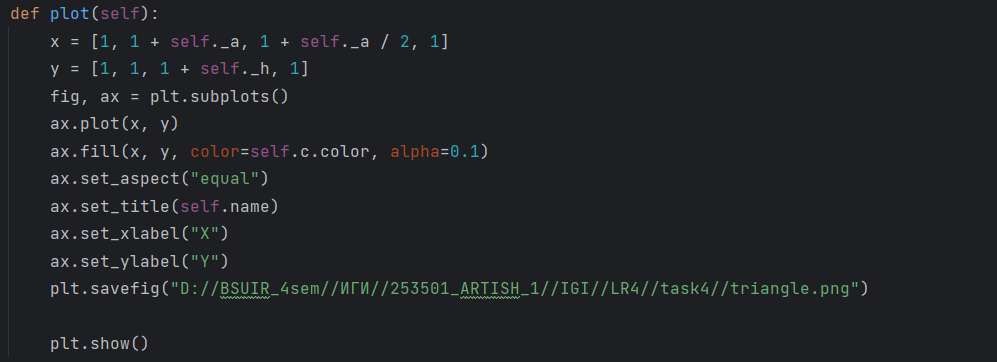 def plot(self):
    x = [1, 1 + self._a, 1 + self._a / 2, 1]
    y = [1, 1, 1 + self._h, 1]
    fig, ax = plt.subplots()
    ax.plot(x, y)
    ax.fill(x, y, color=self.c.color, alpha=0.1)
    ax.set_aspect("equal")
    ax.set_title(self.name)
    ax.set_xlabel("X")
    ax.set_ylabel("Y")
    plt.savefig("D://BSUIR_4sem//ИГИ//253501_ARTISH_1//IGI//LR4//task4//triangle.png")
    plt.show()